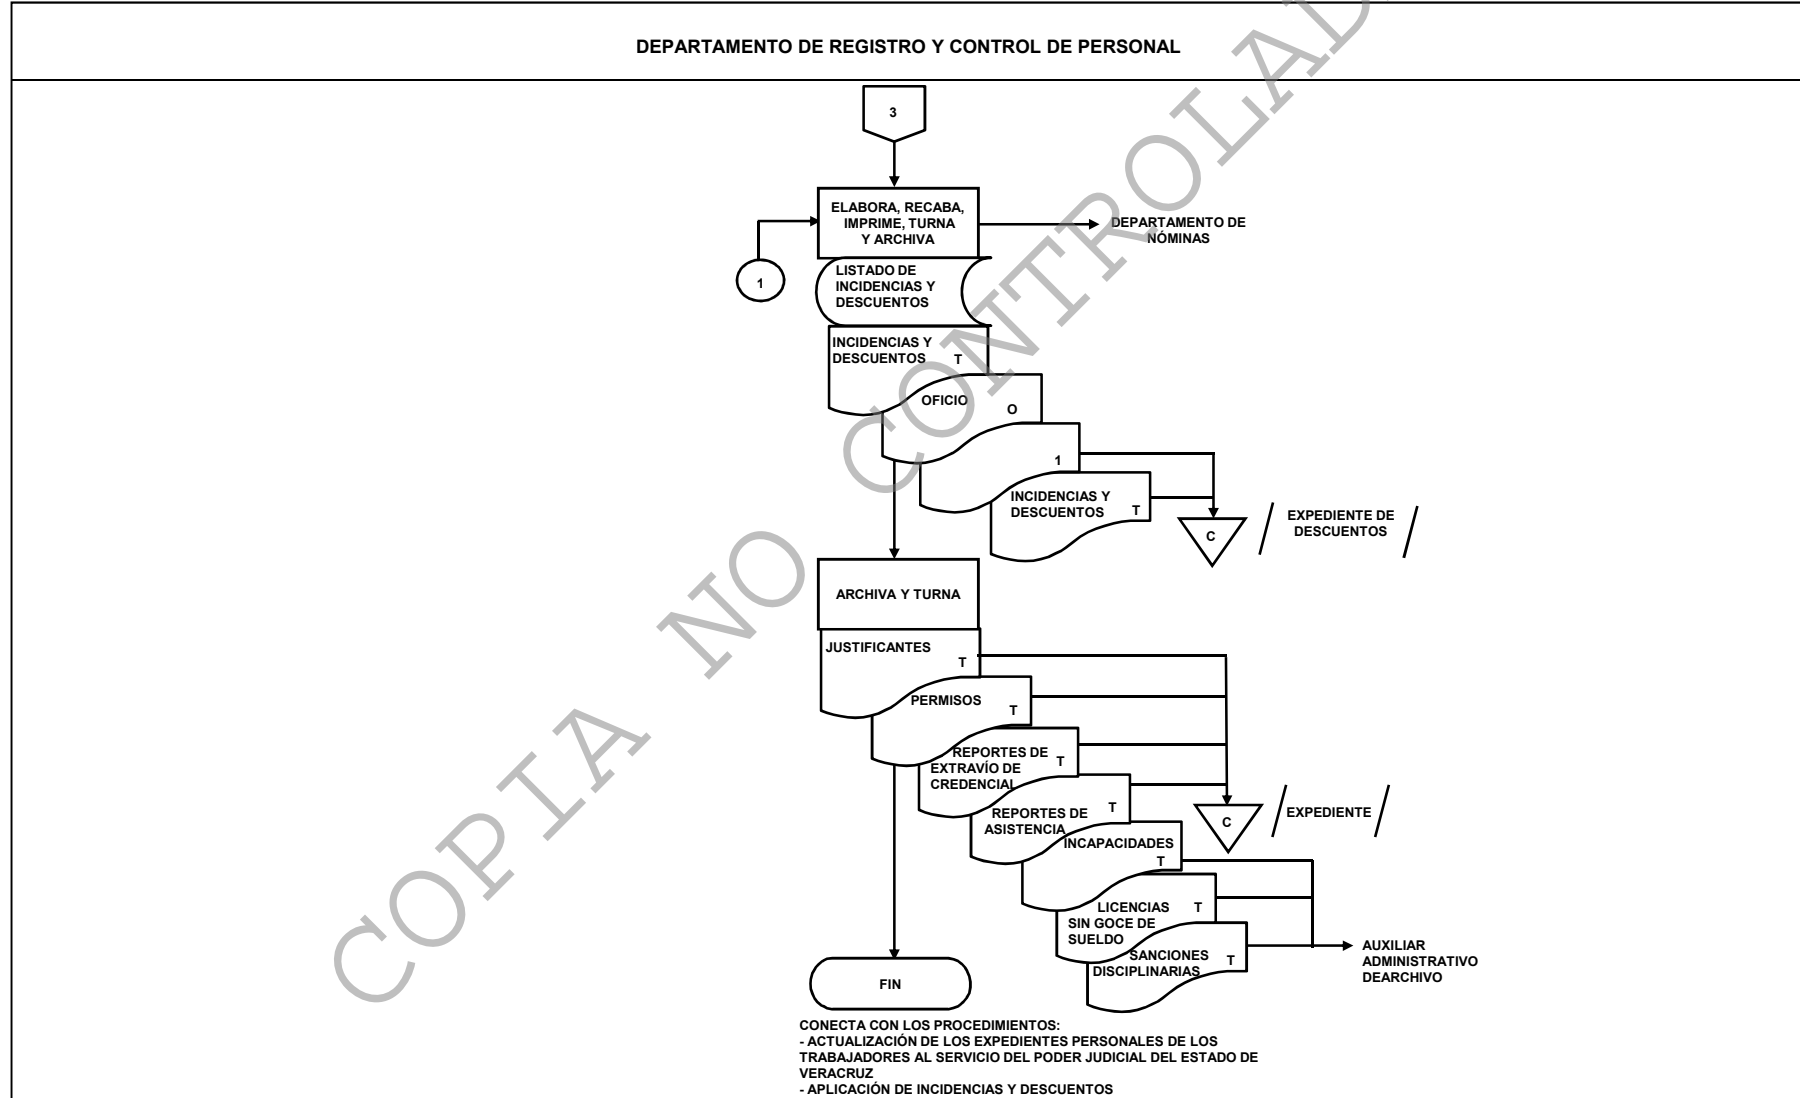 DEPARTAMENTO DE REGISTRO Y CONTROL DE PERSONAL
3
ELABORA, RECABA,
IMPRIME, TURNA
Y ARCHIVA
DEPARTAMENTO DE
NÓMINAS
1
LISTADO DE
INCIDENCIAS Y
DESCUENTOS
INCIDENCIAS Y
DESCUENTOS T
OFICIO
O
1
INCIDENCIAS Y
DESCUENTOS T
C
EXPEDIENTE DE
DESCUENTOS
ARCHIVA Y TURNA
JUSTIFICANTES
T
PERMISOS
T
REPORTES DE
EXTRAVÍO DE
CREDENCIAL
T
REPORTES DE
ASISTENCIA
T
C
EXPEDIENTE
INCAPACIDADES
T
LICENCIAS T
SIN GOCE DE
SUELDO
SANCIONES
DISCIPLINARIAS
T
AUXILIAR
ADMINISTRATIVO
DEARCHIVO
FIN
CONECTA CON LOS PROCEDIMIENTOS:
- ACTUALIZACIÓN DE LOS EXPEDIENTES PERSONALES DE LOS
TRABAJADORES AL SERVICIO DEL PODER JUDICIAL DEL ESTADO DE
VERACRUZ
- APLICACIÓN DE INCIDENCIAS Y DESCUENTOS
COPIA NO CONTROLAD